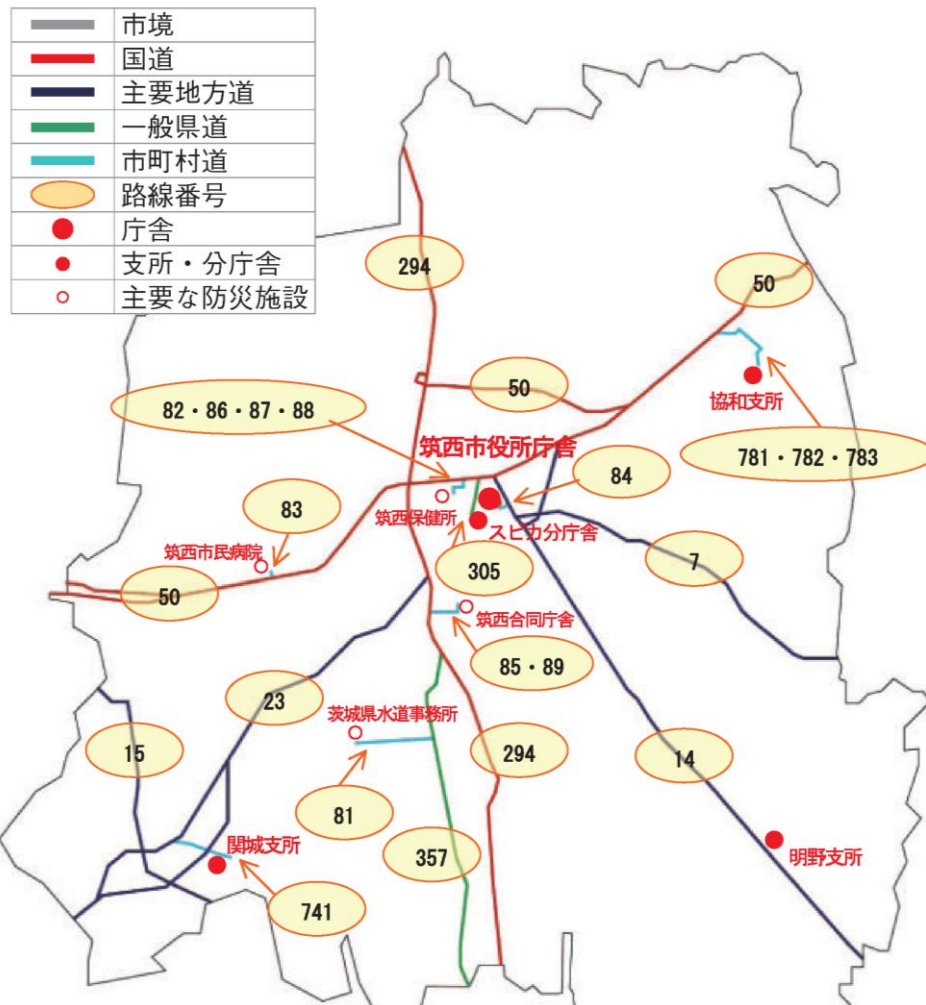 市境
国道
主要地方道
一般県道
市町村道
路線番号
庁舎
支所・分庁舎
主要な防災施設
294
50
50
協和支所
82・86・87・88
筑西市役所庁舎
781・782・783
84
83
筑西保健所
スピカ分庁舎
筑西市民病院
305
7
50
筑西合同庁舎
85・89
23
茨城県水道事務所
15
294
14
81
関城支所
357
明野支所
741